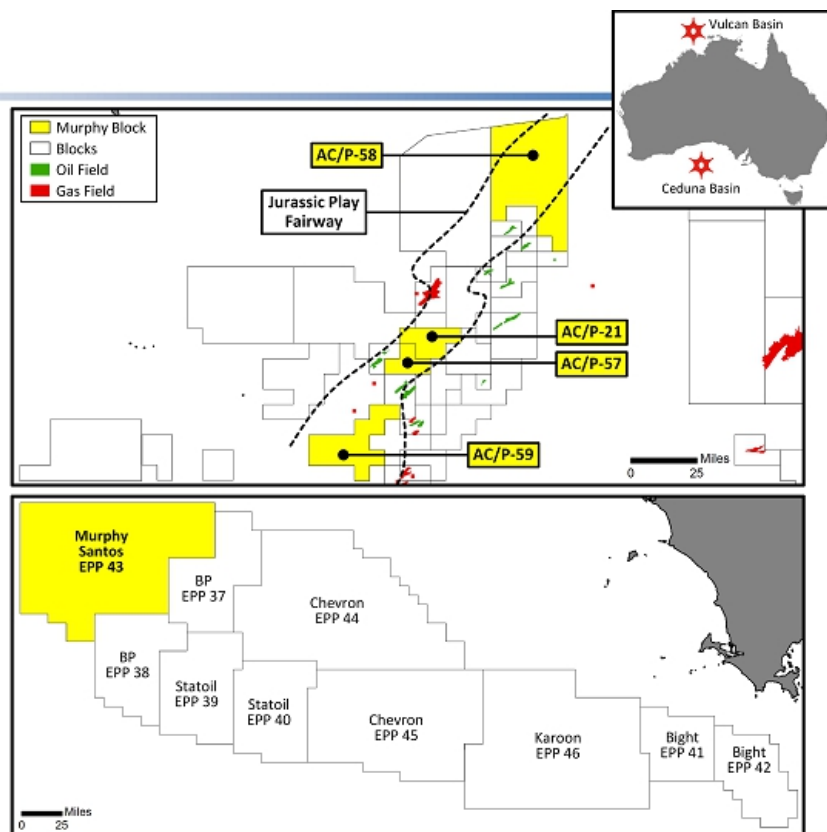 Vulcan Basin
Ceduna Basin
Murphy Block
Blocks
Oil Field
Gas Field
AC/P-58
Jurassic Play
Fairway
AC/P-21
AC/P-57
AC/P-59
Miles
0 25
Murphy
Santos
EPP 43
BP
EPP 37
Chevron
EPP 44
BP
EPP 38
Statoil
EPP 39
Statoil
EPP 40
Chevron
EPP 45
Karoon
EPP 46
Bight
EPP 41
Bight
EPP 42
Miles
0 25